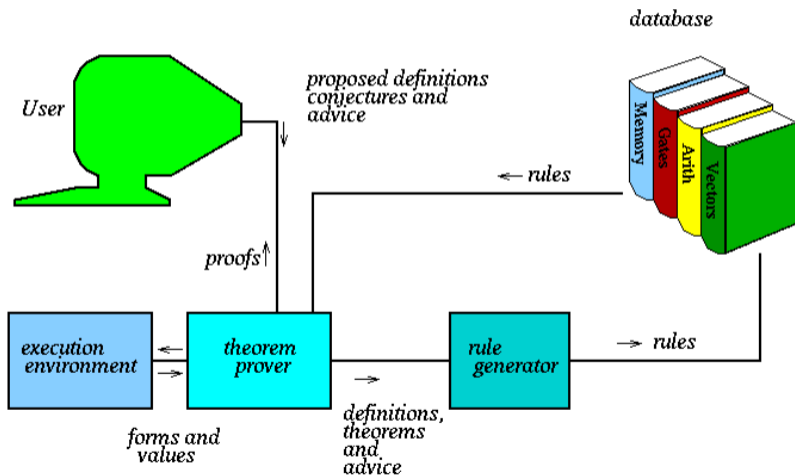 database
proposed definitions
conjectures and
advice
User
Memory
Gates
Arith
Vectors
rules
proofs
execution
environment
theorem
prover
rule
generator
rules
forms and
values
definitions,
theorems
and
advice